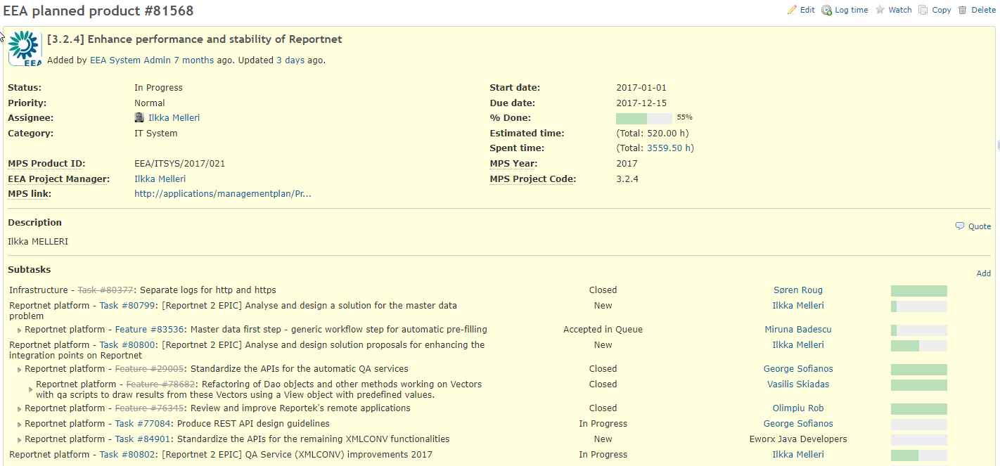 EEA planned product #81568
Edit Log time Watch Copy Delete
[3.2.4] Enhance performance and stability of Reportnet
EEA
Added by EEA System Admin 7 months ago. Updated 3 days ago.
Status: In Progress Start date: 2017-01-01
Priority: Normal Due date: 2017-12-15
Assignee: Ilkka Melleri % Done: 55%
Category: IT System Estimated time: (Total: 520.00 h)
Spent time: (Total: 3559.50 h)
MPS Product ID: EEA/ITSYS/2017/021 MPS Year: 2017
EEA Project Manager: Ilkka Melleri MPS Project Code: 3.2.4
MPS link: http://applications/managementplan/Pr...
Description
Quote
Ilkka MELLERI
Subtasks
Add
Infrastructure - Task #80377: Separate logs for http and https Closed Søren Roug
Reportnet platform - Task #80799: [Reportnet 2 EPIC] Analyse and design a solution for the master data New Ilkka Melleri
problem
Reportnet platform - Feature #83536: Master data first step - generic workflow step for automatic pre-filling Accepted in Queue Miruna Badescu
Reportnet platform - Task #80800: [Reportnet 2 EPIC] Analyse and design solution proposals for enhancing the New Ilkka Melleri
integration points on Reportnet
Reportnet platform - Feature #29005: Standardize the APIs for the automatic QA services Closed George Sofianos
Reportnet platform - Feature #78682: Refactoring of Dao objects and other methods working on Vectors Closed Vasilis Skiadas
with qa scripts to draw results from these Vectors using a View object with predefined values.
Reportnet platform - Feature #76345: Review and improve Reportek's remote applications Closed Olimpiu Rob
Reportnet platform - Task #77084: Produce REST API design guidelines In Progress George Sofianos
Reportnet platform - Task #84901: Standardize the APIs for the remaining XMLCONV functionalities New Eworx Java Developers
Reportnet platform - Task #80802: [Reportnet 2 EPIC] QA Service (XMLCONV) improvements 2017 In Progress Ilkka Melleri